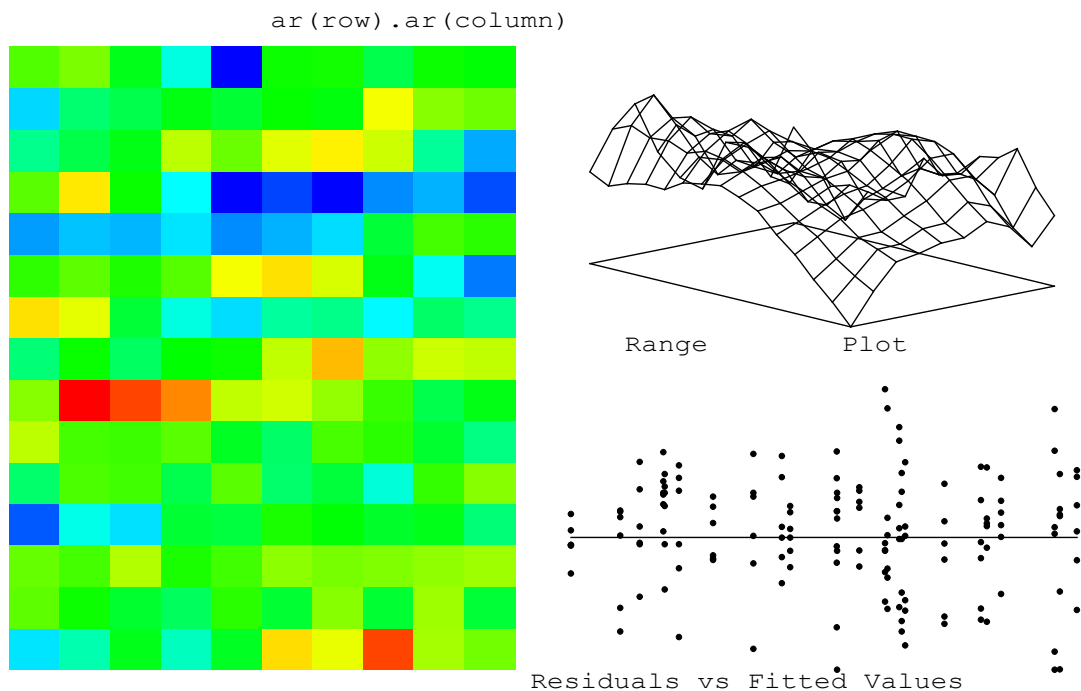 ar(row).ar(column)
Range Plot
Residuals vs Fitted Values